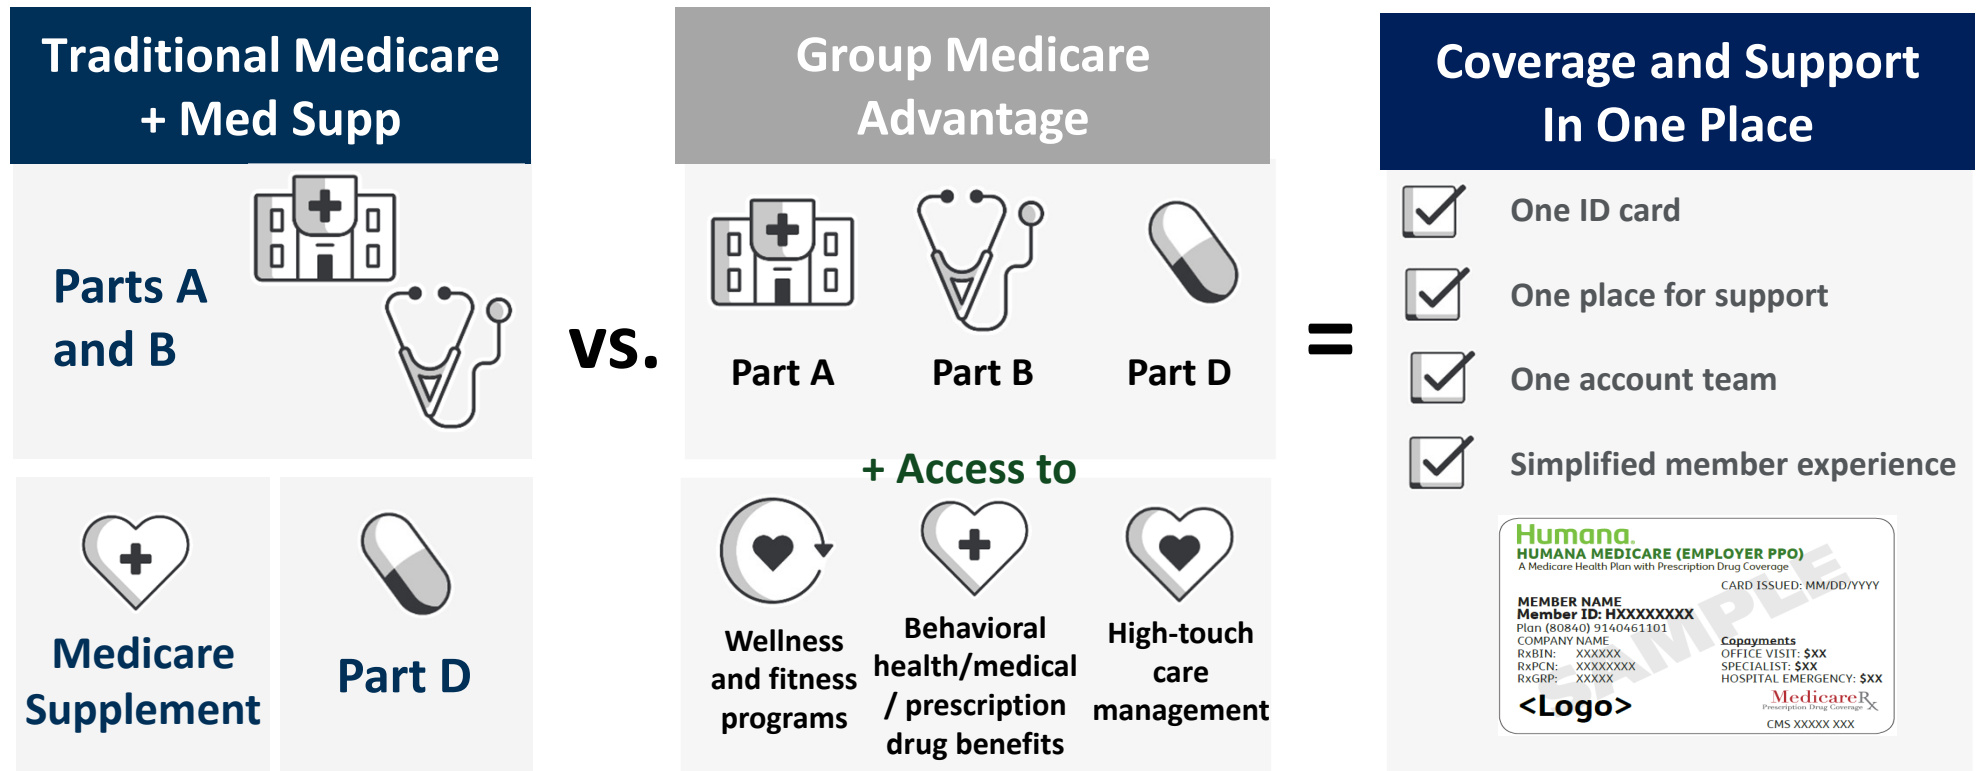 Traditional Medicare
+ Med Supp
Parts A
and B
Medicare
Supplement
Part D
vs.
Group Medicare
Advantage
Part A
Part B
Part D
+ Access to
Wellness
and fitness
programs
Behavioral
health/medical
/ prescription
drug benefits
High-touch
care
management
=
Coverage and Support
In One Place
One ID card
One place for support
One account team
Simplified member experience
Humana.
HUMANA MEDICARE (EMPLOYER PPO)
A Medicare Health Plan with Prescription Drug Coverage
CARD ISSUED: MM/DD/YYYY
MEMBER NAME
Member ID: HXXXXXXXX
Plan (80840) 9140461101
COMPANY NAME
RxBIN: XXXXXX
RxPCN: XXXXXXXX
RxGRP: XXXXX
Copayments
OFFICE VISIT: $XX
SPECIALIST: $XX
HOSPITAL EMERGENCY: $XX
SAMPLE
<Logo>
MedicareRx
Prescription Drug Coverage
CMS XXXXX XXX